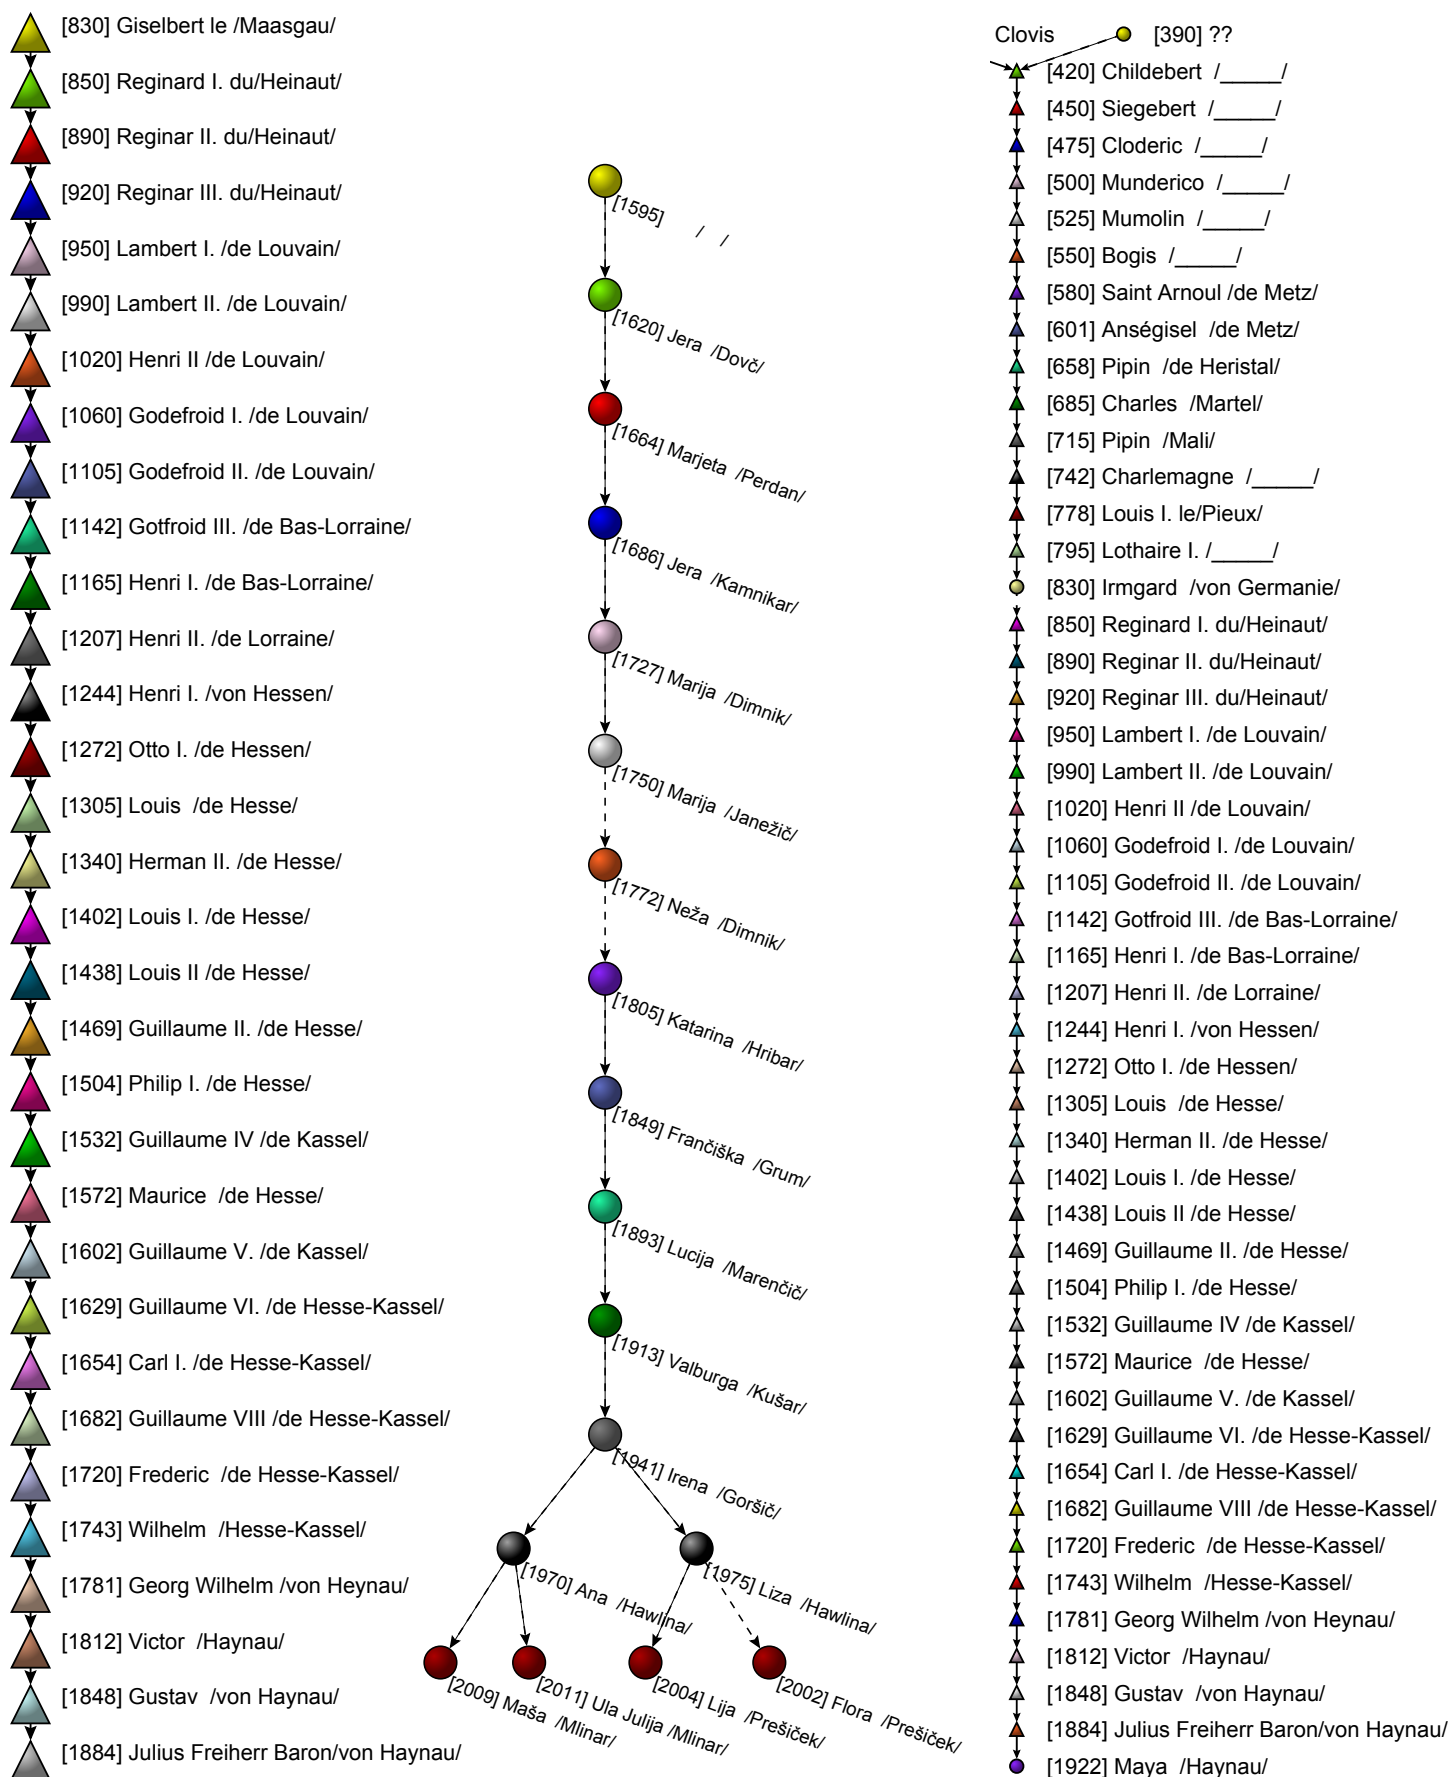 [830] Giselbert le /Maasgau/
[850] Reginard I. du/Heinaut/
[890] Reginar II. du/Heinaut/
[920] Reginar III. du/Heinaut/
[950] Lambert I. /de Louvain/
[990] Lambert II. /de Louvain/
[1020] Henri II /de Louvain/
[1060] Godefroid I. /de Louvain/
[1105] Godefroid II. /de Louvain/
[1142] Gotfroid III. /de Bas-Lorraine/
[1165] Henri I. /de Bas-Lorraine/
[1207] Henri II. /de Lorraine/
[1244] Henri I. /von Hessen/
[1272] Otto I. /de Hessen/
[1305] Louis /de Hesse/
[1340] Herman II. /de Hesse/
[1402] Louis I. /de Hesse/
[1438] Louis II /de Hesse/
[1469] Guillaume II. /de Hesse/
[1504] Philip I. /de Hesse/
[1532] Guillaume IV /de Kassel/
[1572] Maurice /de Hesse/
[1602] Guillaume V. /de Kassel/
[1629] Guillaume VI. /de Hesse-Kassel/
[1654] Carl I. /de Hesse-Kassel/
[1682] Guillaume VIII /de Hesse-Kassel/
[1720] Frederic /de Hesse-Kassel/
[1743] Wilhelm /Hesse-Kassel/
[1781] Georg Wilhelm /von Heynau/
[1812] Victor /Haynau/
[1848] Gustav /von Haynau/
[1884] Julius Freiherr Baron/von Haynau/
[1595] / /
[1620] Jera /Dovč/
[1664] Marjeta /Perdan/
[1686] Jera /Kamnikar/
[1727] Marija /Dimnik/
[1750] Marija /Janežič/
[1772] Neža /Dimnik/
[1805] Katarina /Hribar/
[1849] Frančiška /Grum/
[1893] Lucija /Marenčič/
[1913] Valburga /Kušar/
[1941] Irena /Goršič/
[1970] Ana /Hawlina/
[1975] Liza /Hawlina/
[2009] Maša /Mlinar/
[2011] Ula Julija /Mlinar/
[2004] Lija /Prešiček/
[2002] Flora /Prešiček/
Clovis [390] ??
[420] Childebert /_____/
[450] Siegebert /_____/
[475] Cloderic /_____/
[500] Munderico /_____/
[525] Mumolin /_____/
[550] Bogis /_____/
[580] Saint Arnoul /de Metz/
[601] Anségisel /de Metz/
[658] Pipin /de Heristal/
[685] Charles /Martel/
[715] Pipin /Mali/
[742] Charlemagne /_____/
[778] Louis I. le/Pieux/
[795] Lothaire I. /_____/
[830] Irmgard /von Germanie/
[850] Reginard I. du/Heinaut/
[890] Reginar II. du/Heinaut/
[920] Reginar III. du/Heinaut/
[950] Lambert I. /de Louvain/
[990] Lambert II. /de Louvain/
[1020] Henri II /de Louvain/
[1060] Godefroid I. /de Louvain/
[1105] Godefroid II. /de Louvain/
[1142] Gotfroid III. /de Bas-Lorraine/
[1165] Henri I. /de Bas-Lorraine/
[1207] Henri II. /de Lorraine/
[1244] Henri I. /von Hessen/
[1272] Otto I. /de Hessen/
[1305] Louis /de Hesse/
[1340] Herman II. /de Hesse/
[1402] Louis I. /de Hesse/
[1438] Louis II /de Hesse/
[1469] Guillaume II. /de Hesse/
[1504] Philip I. /de Hesse/
[1532] Guillaume IV /de Kassel/
[1572] Maurice /de Hesse/
[1602] Guillaume V. /de Kassel/
[1629] Guillaume VI. /de Hesse-Kassel/
[1654] Carl I. /de Hesse-Kassel/
[1682] Guillaume VIII /de Hesse-Kassel/
[1720] Frederic /de Hesse-Kassel/
[1743] Wilhelm /Hesse-Kassel/
[1781] Georg Wilhelm /von Heynau/
[1812] Victor /Haynau/
[1848] Gustav /von Haynau/
[1884] Julius Freiherr Baron/von Haynau/
[1922] Maya /Haynau/